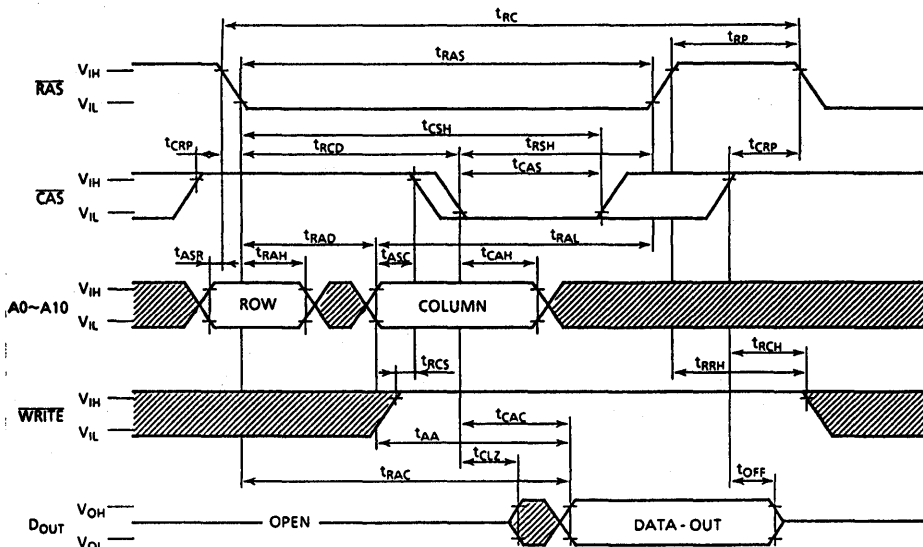 tRC
tRP
tRAS
VIH
RAS
VIL
tCSH
tCRP tRCD tRSH tCRP
tCAS
VIH
CAS
VIL
tRAD tRAL
tASR tRAH tASC tCAH
VIH
A0~A10 ROW COLUMN
VIL
tRCH
tRCS tRRH
VIH
WRITE
VIL
tCAC
tAA
tCLZ
tRAC tOFF
VOH
DOUT OPEN DATA - OUT
VOL